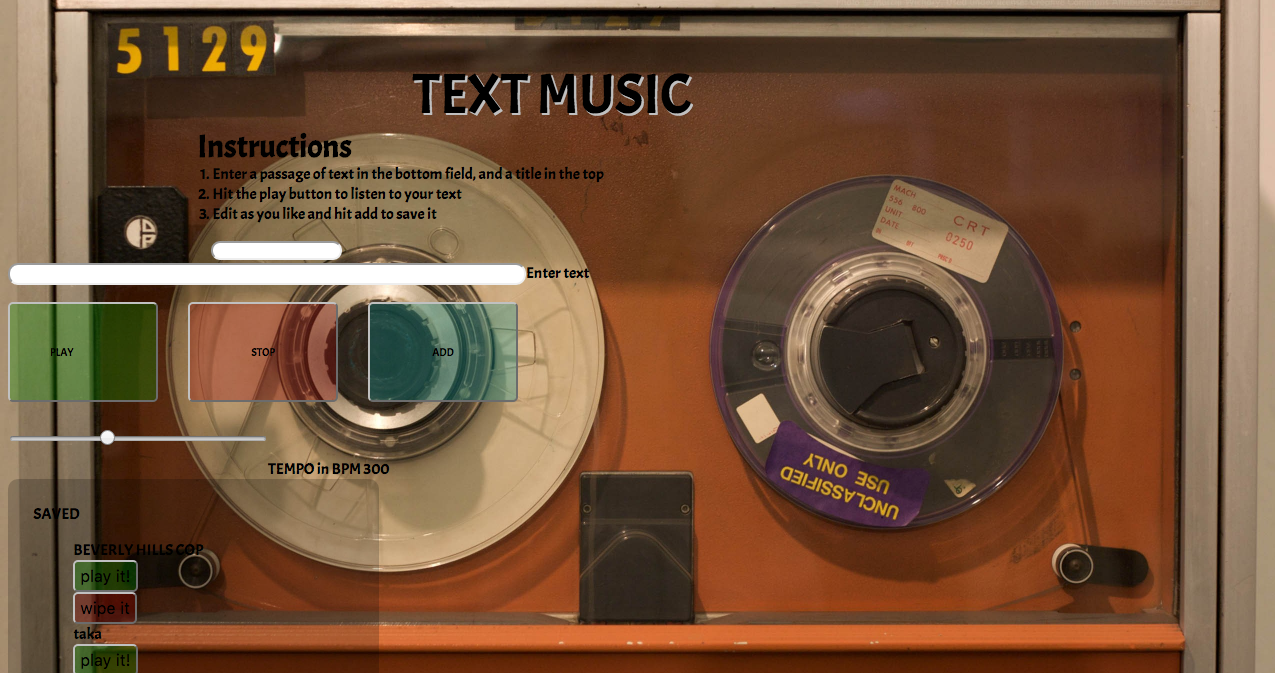 5129
TEXT MUSIC
Instructions
1. Enter a passage of text in the bottom field, and a title in the top
2. Hit the play button to listen to your text
3. Edit as you like and hit add to save it
Enter text
PLAY
STOP
ADD
TEMPO in BPM 300
SAVED
BEVERLY HILLS COP
play it!
wipe it
taka
play it!
MACH
556 800
UNIT
DATE
CRT
0250
UNCLASSIFIED
USE ONLY